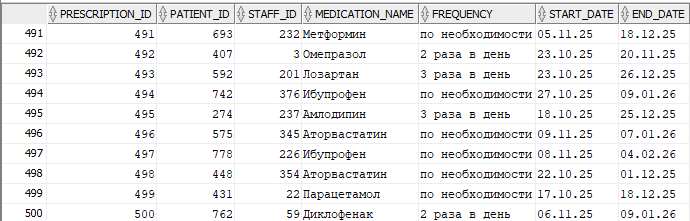 PRESCRIPTION_ID PATIENT_ID STAFF_ID MEDICATION_NAME FREQUENCY START_DATE END_DATE
491 491 693 232 Метформин по необходимости 05.11.25 18.12.25
492 492 407 3 Омепразол 2 раза в день 23.10.25 20.11.25
493 493 592 201 Лозартан 3 раза в день 23.10.25 26.12.25
494 494 742 376 Ибупрофен по необходимости 27.10.25 09.01.26
495 495 274 237 Амлодипин 3 раза в день 18.10.25 25.12.25
496 496 575 345 Аторвастатин по необходимости 09.11.25 07.01.26
497 497 778 226 Ибупрофен по необходимости 08.11.25 04.02.26
498 498 448 354 Аторвастатин по необходимости 22.10.25 01.12.25
499 499 431 22 Парацетамол по необходимости 17.10.25 18.12.25
500 500 762 59 Диклофенак 2 раза в день 06.11.25 09.01.26